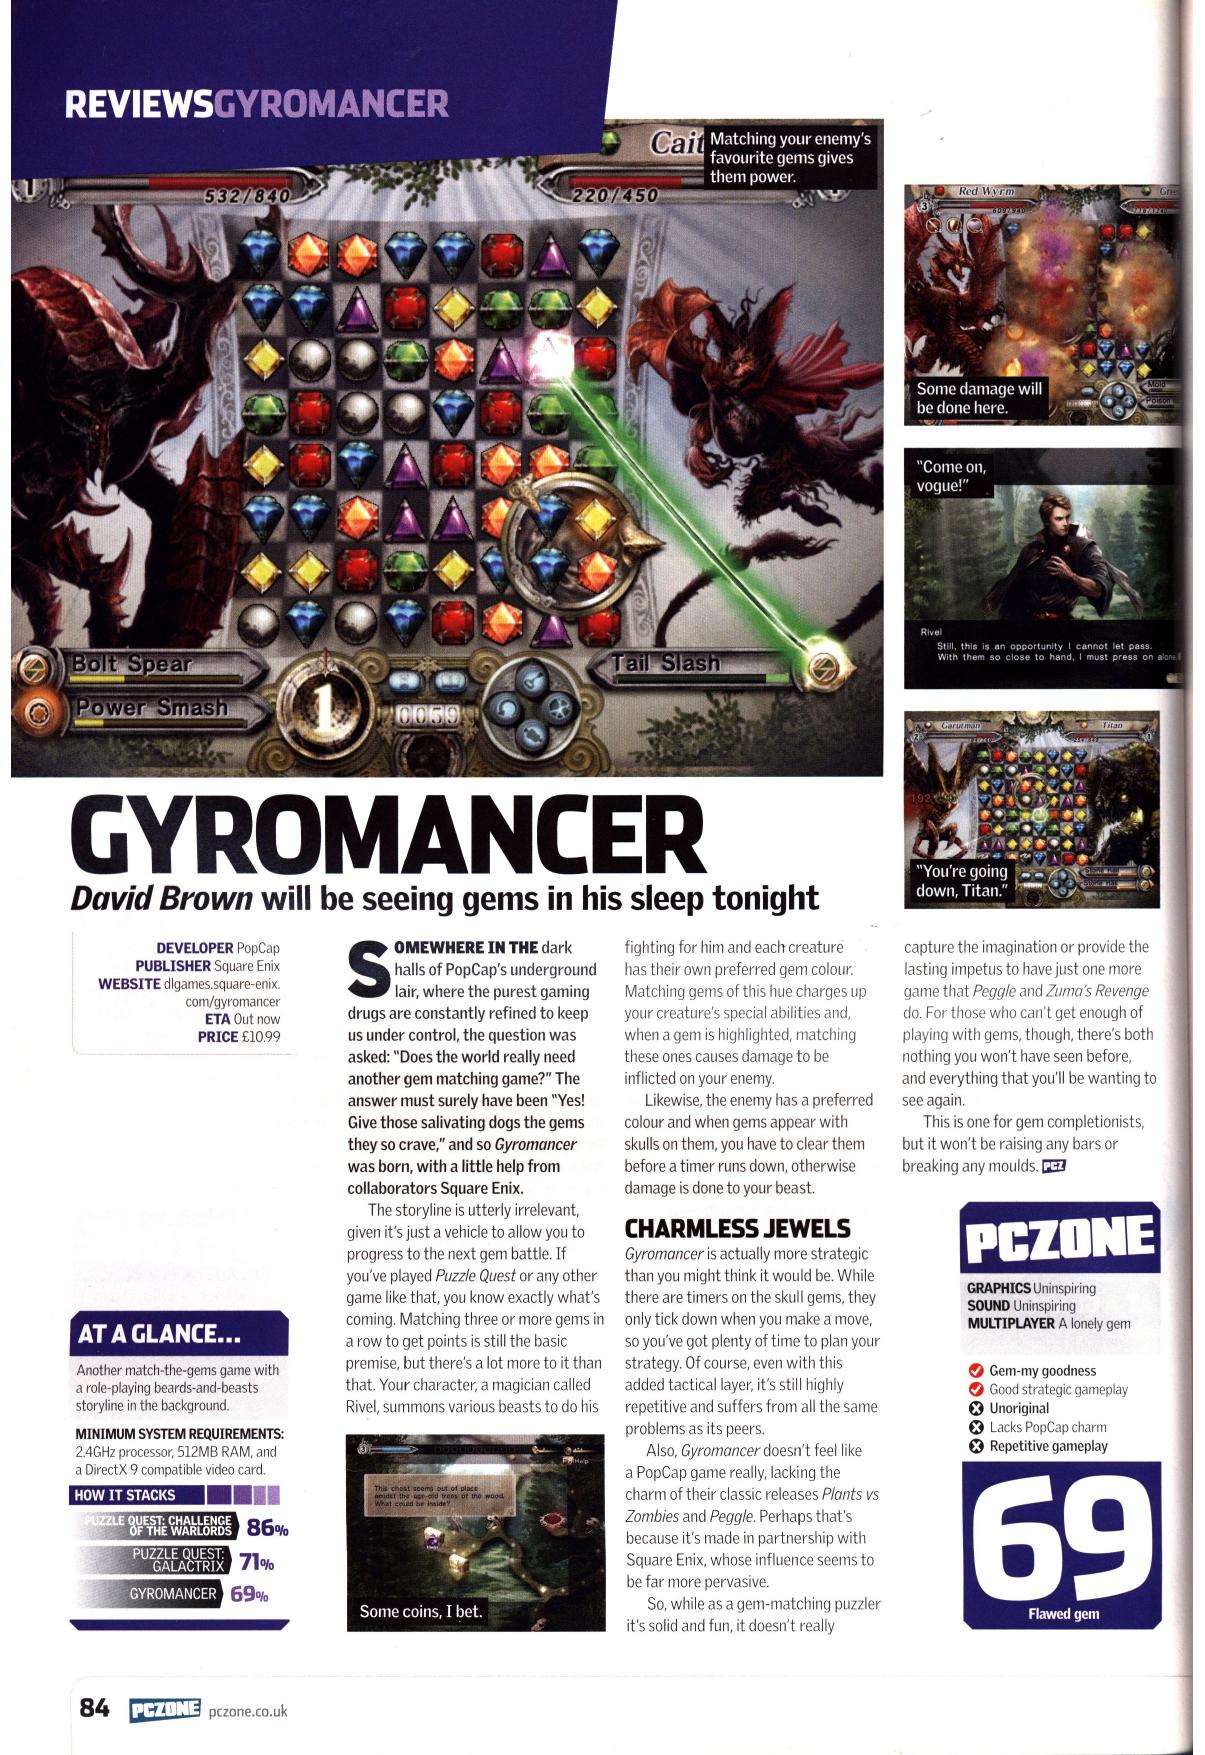 REVIEWSGYROMANCER
Matching your enemy's
favourite gems gives
them power.
Cait
532/840
220/450
Bolt Spear
Power Smash
Tail Slash
1
0059
Red Wyrm
Gre
Mold
Poison
Some damage will
be done here.
"Come on,
vogue!"
Rivel
Still, this is an opportunity I cannot let pass.
With them so close to hand, I must press on alone.
Garutman
Titan
192
"You're going
down, Titan."
GYROMANCER
David Brown will be seeing gems in his sleep tonight
DEVELOPER PopCap
PUBLISHER Square Enix
WEBSITE dlgames.square-enix.
com/gyromancer
ETA Out now
PRICE £10.99
SOMEWHERE IN THE dark
halls of PopCap's underground
lair, where the purest gaming
drugs are constantly refined to keep
us under control, the question was
asked: "Does the world really need
another gem matching game?" The
answer must surely have been "Yes!
Give those salivating dogs the gems
they so crave," and so Gyromancer
was born, with a little help from
collaborators Square Enix.
The storyline is utterly irrelevant,
given it's just a vehicle to allow you to
progress to the next gem battle. If
you've played Puzzle Quest or any other
game like that, you know exactly what's
coming. Matching three or more gems in
a row to get points is still the basic
premise, but there's a lot more to it than
that. Your character, a magician called
Rivel, summons various beasts to do his
Help
This chest seems out of place
amidst the age-old trees of the wood.
What could be inside?
Some coins, I bet.
fighting for him and each creature
has their own preferred gem colour.
Matching gems of this hue charges up
your creature's special abilities and,
when a gem is highlighted, matching
these ones causes damage to be
inflicted on your enemy.
Likewise, the enemy has a preferred
colour and when gems appear with
skulls on them, you have to clear them
before a timer runs down, otherwise
damage is done to your beast.
CHARMLESS JEWELS
Gyromancer is actually more strategic
than you might think it would be. While
there are timers on the skull gems, they
only tick down when you make a move,
so you've got plenty of time to plan your
strategy. Of course, even with this
added tactical layer, it's still highly
repetitive and suffers from all the same
problems as its peers.
Also, Gyromancer doesn't feel like
a PopCap game really, lacking the
charm of their classic releases Plants vs
Zombies and Peggle. Perhaps that's
because it's made in partnership with
Square Enix, whose influence seems to
be far more pervasive.
So, while as a gem-matching puzzler
it's solid and fun, it doesn't really
capture the imagination or provide the
lasting impetus to have just one more
game that Peggle and Zuma's Revenge
do. For those who can't get enough of
playing with gems, though, there's both
nothing you won't have seen before,
and everything that you'll be wanting to
see again.
This is one for gem completionists,
but it won't be raising any bars or
breaking any moulds. PCZ
AT A GLANCE...
Another match-the-gems game with
a role-playing beards-and-beasts
storyline in the background.
MINIMUM SYSTEM REQUIREMENTS:
2.4GHz processor, 512MB RAM, and
a DirectX 9 compatible video card.
HOW IT STACKS
PUZZLE QUEST: CHALLENGE
OF THE WARLORDS 86%
PUZZLE QUEST:
GALACTRIX 71%
GYROMANCER 69%
PCZONE
GRAPHICS Uninspiring
SOUND Uninspiring
MULTIPLAYER A lonely gem
Gem-my goodness
Good strategic gameplay
Unoriginal
Lacks PopCap charm
Repetitive gameplay
69
Flawed gem
84 PCZONE pczone.co.uk